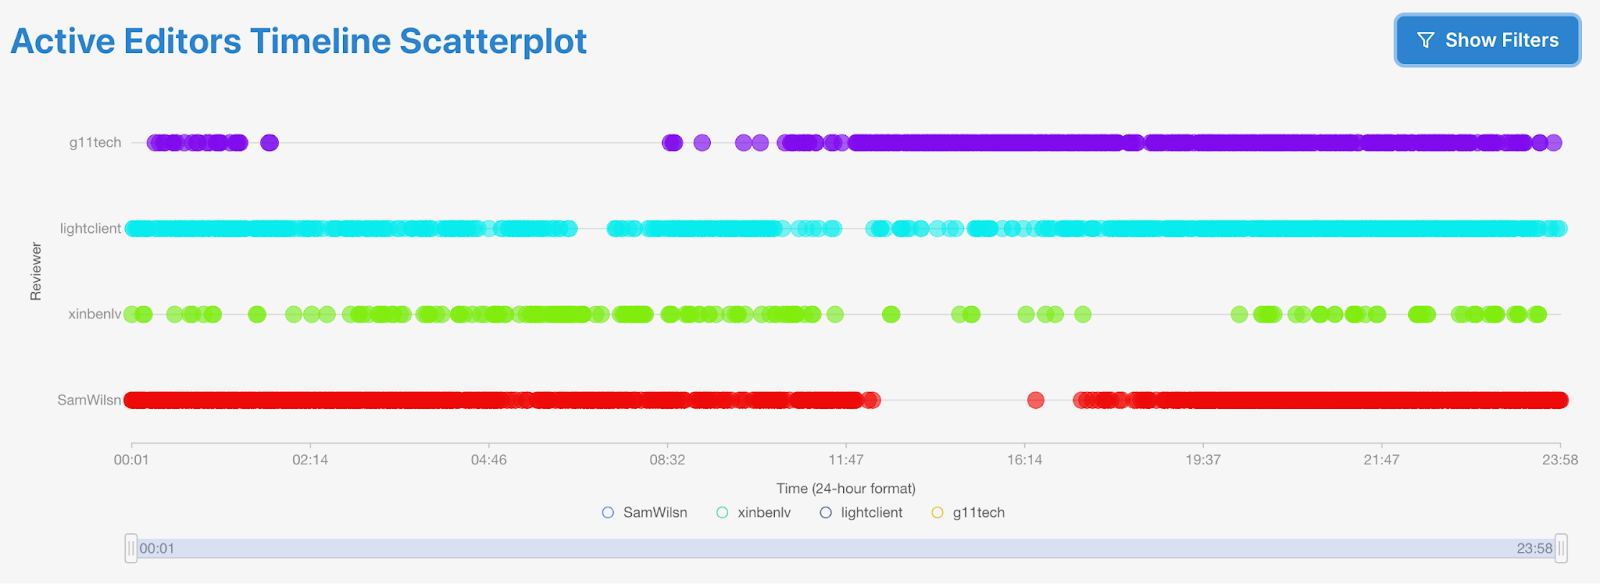 Active Editors Timeline Scatterplot
Show Filters
g11tech
lightclient
Reviewer
xinbenlv
SamWilsn
00:01 02:14 04:46 08:32 11:47 16:14 19:37 21:47 23:58
Time (24-hour format)
SamWilsn xinbenlv lightclient g11tech
00:01 23:58